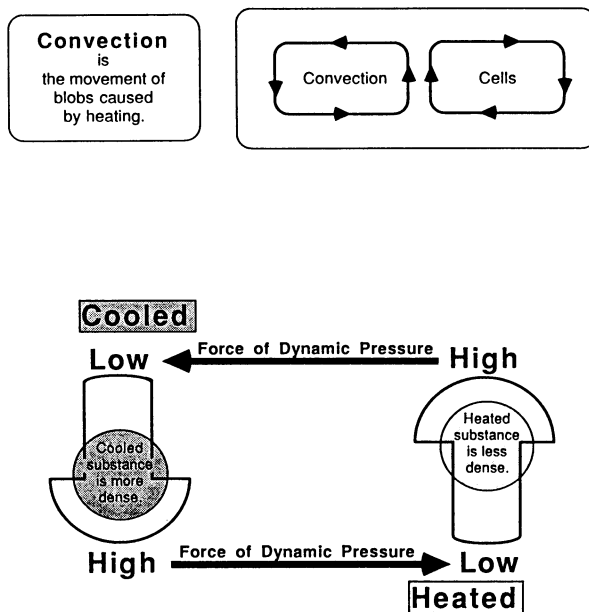 Convection
is
the movement of
blobs caused
by heating.
Convection
Cells
Cooled
Low
Force of Dynamic Pressure
High
Cooled
substance
is more
dense.
Heated
substance
is less
dense.
High
Force of Dynamic Pressure
Low
Heated